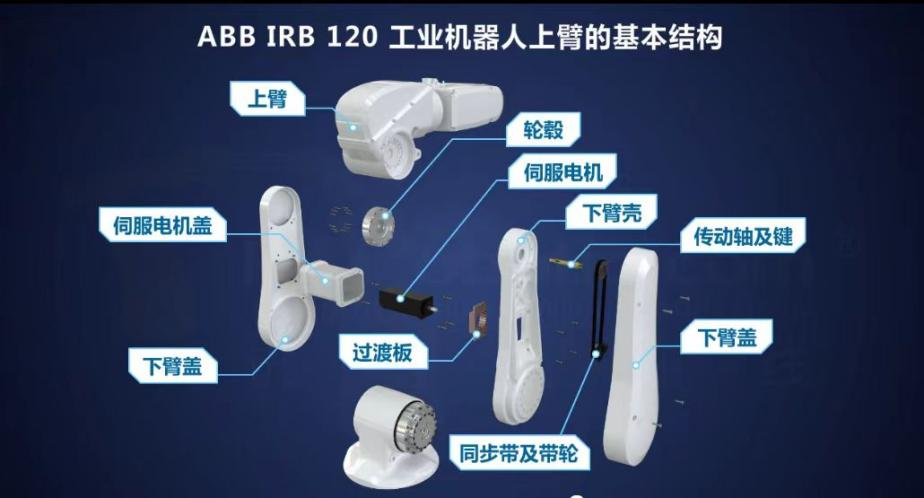 ABB IRB 120 工业机器人上臂的基本结构
上臂
轮毂
伺服电机
下臂壳
伺服电机盖
传动轴及键
下臂盖
过渡板
下臂盖
同步带及带轮